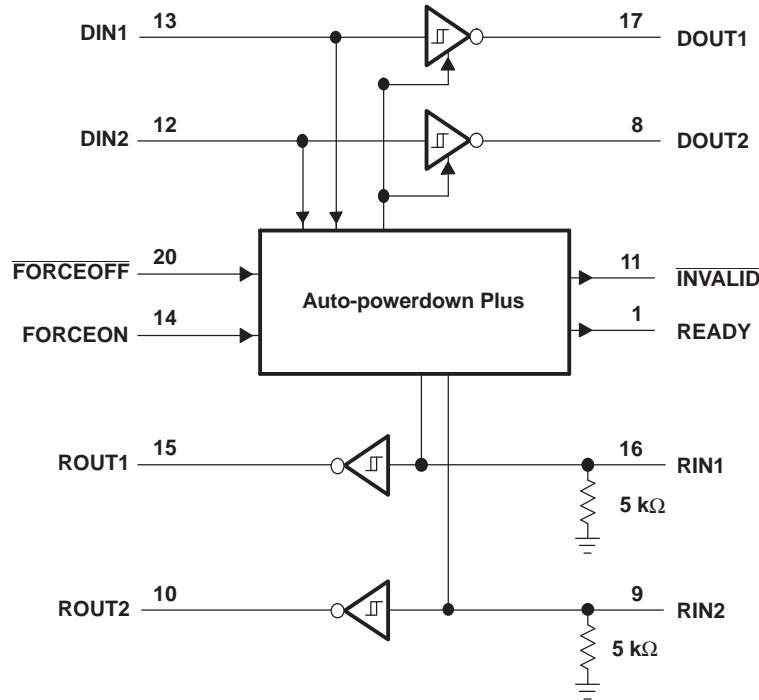 DIN1 13 17 DOUT1
DIN2 12 8 DOUT2
FORCEOFF 20 11 INVALID
Auto-powerdown Plus
FORCEON 14 1 READY
ROUT1 15 16 RIN1
5 kΩ
ROUT2 10 9 RIN2
5 kΩ